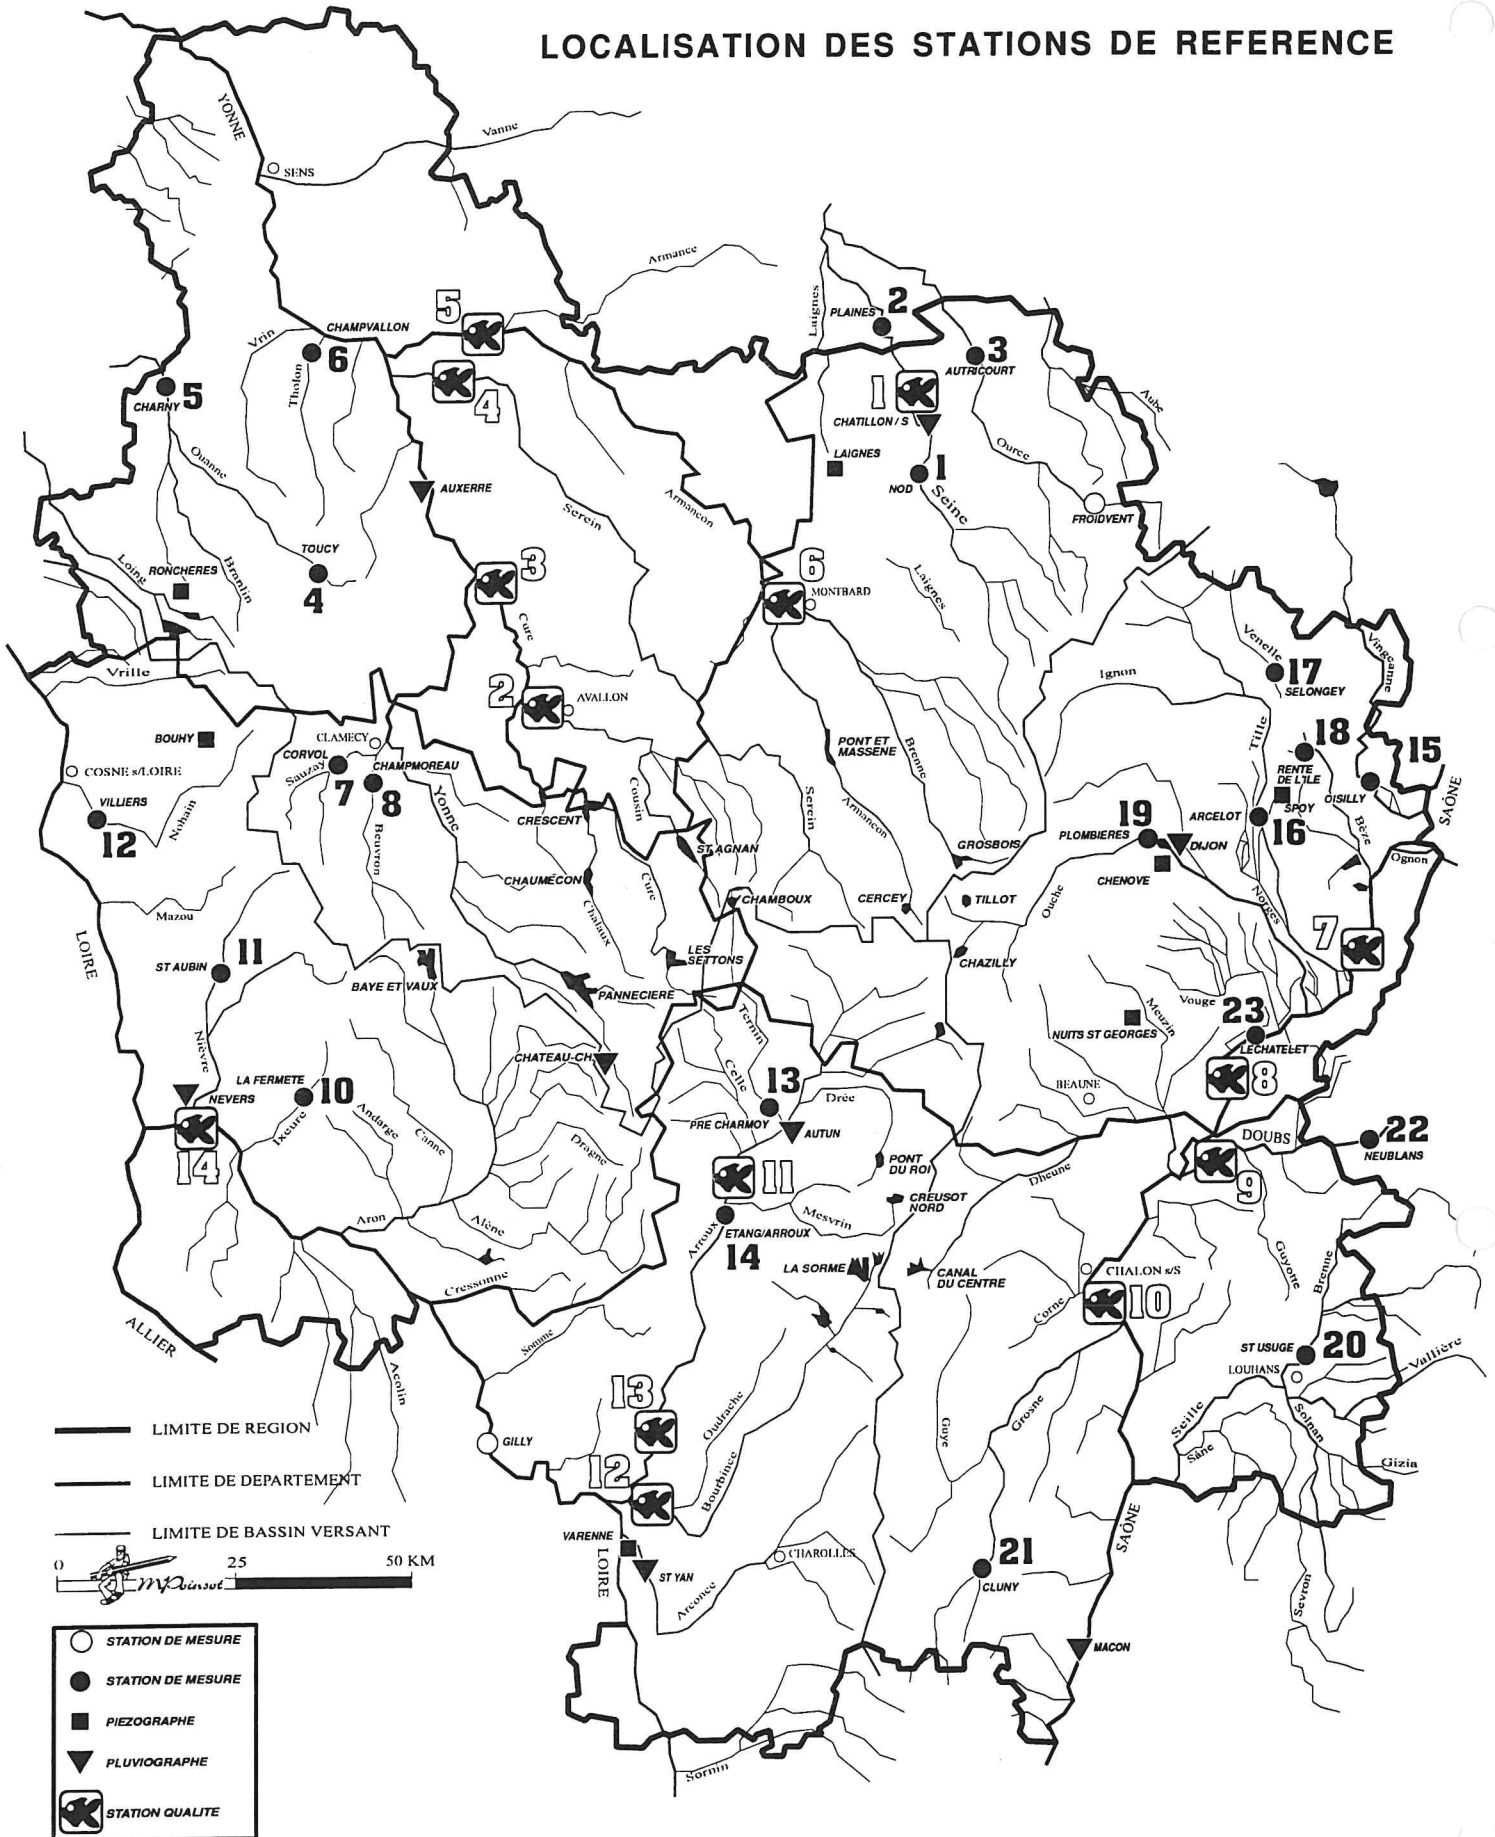 LOCALISATION DES STATIONS DE REFERENCE
YONNE
Vanne
SENS
Armance
Laignes
PLAINES
2
5
CHAMPVALLON
Vrin
6
Tholon
3
AUTRICOURT
5
CHARNY
4
1
CHATILLON / S
Aube
Ource
Ouanne
LAIGNES
1
NOD
Seine
AUXERRE
Armançon
Serein
FROIDVENT
TOUCY
4
Loing
RONCHERES
Branlin
3
6
MONTBARD
Laignes
Cure
Venelle
Vingeanne
Vrille
Ignon
17
SELONGEY
2
AVALLON
BOUHY
CLAMECY
CORVOL
Sauzay
7
CHAMPMOREAU
8
PONT ET
MASSENE
Brenne
Tille
18
RENTE
DE L'ILE
15
COSNE s/LOIRE
SPOY
OISILLY
SAÔNE
VILLIERS
12
Nohain
Yonne
Cousin
Serein
Armançon
CRESCENT
19
PLOMBIERES
ARCELOT
16
Bèze
Beuvron
ST AGNAN
GROSBOIS
DIJON
Ognon
CHAUMECON
Cure
CHENOVE
CHAMBOUX
CERCEY
TILLOT
Ouche
Mazou
Chalaux
Norges
7
LOIRE
11
ST AUBIN
LES
SETTONS
CHAZILLY
BAYE ET VAUX
PANNECIERE
Vouge
Meuzin
23
Ternin
NUITS ST GEORGES
LECHATELET
Nièvre
CHATEAU-CH.
Celle
8
LA FERMETE
10
13
Drée
BEAUNE
NEVERS
Ixeure
Andarge
Canne
PRE CHARMOY
AUTUN
DOUBS
22
NEUBLANS
14
Dragne
11
PONT
DU ROI
Dheune
9
CREUSOT
NORD
Aron
Alène
Mesvrin
Arroux
ETANG/ARROUX
14
Guyotte
Brenne
LA SORME
CANAL
DU CENTRE
CHALON s/S
Cressonne
Corne
10
ALLIER
Somme
ST USUGE
20
Vallière
LOUHANS
Acolin
13
Oudrache
Grosne
Seille
Solnan
LIMITE DE REGION
GILLY
Guye
Sâne
Gizia
12
Bourbince
LIMITE DE DEPARTEMENT
LIMITE DE BASSIN VERSANT
VARENNE
SAÔNE
0 25 50 KM
MPoinsot
LOIRE
CHAROLLES
21
CLUNY
ST YAN
Arconce
Sevron
STATION DE MESURE
MACON
STATION DE MESURE
PIEZOGRAPHE
PLUVIOGRAPHE
Sornin
STATION QUALITE